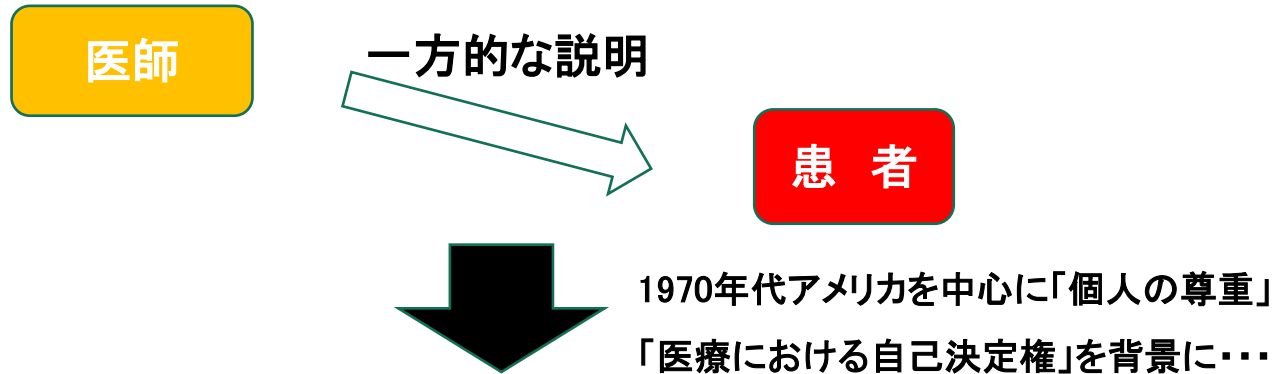 医師
一方的な説明
患　者
1970年代アメリカを中心に「個人の尊重」
「医療における自己決定権」を背景に・・・